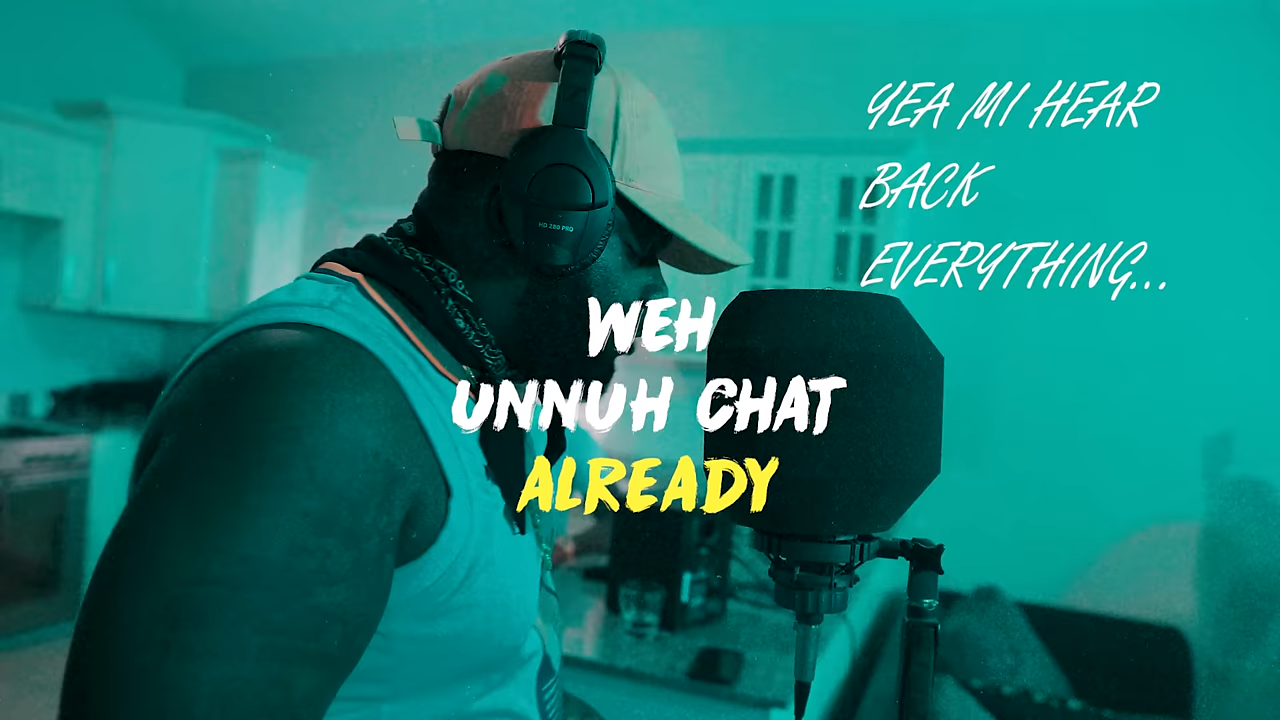 YEA MI HEAR
BACK
EVERYTHING...
WEH
UNNUH CHAT
ALREADY
HD 280 PRO